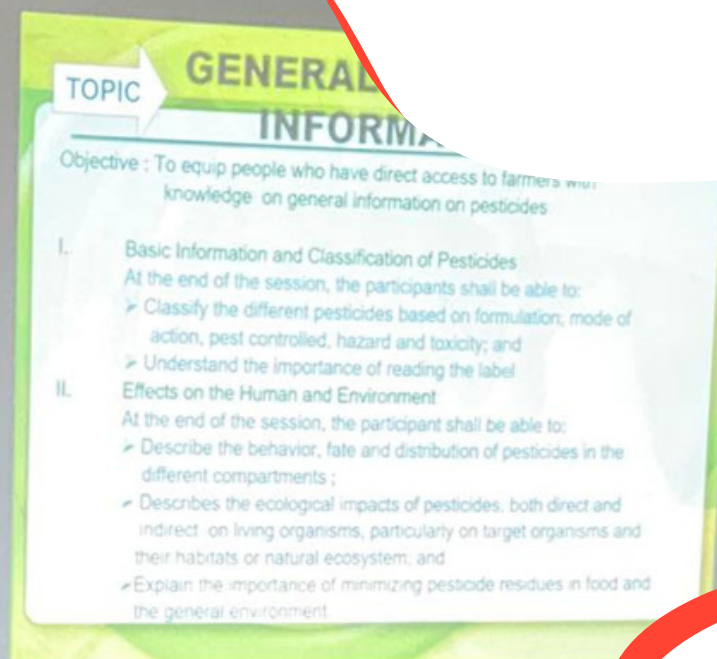 TOPIC
GENERAL
INFORMA
Objective : To equip people who have direct access to farmers with
knowledge on general information on pesticides
I. Basic Information and Classification of Pesticides
At the end of the session, the participants shall be able to:
➢ Classify the different pesticides based on formulation, mode of
action, pest controlled, hazard and toxicity; and
➢ Understand the importance of reading the label
II. Effects on the Human and Environment
At the end of the session, the participant shall be able to:
➢ Describe the behavior, fate and distribution of pesticides in the
different compartments ;
➢ Describes the ecological impacts of pesticides, both direct and
indirect on living organisms, particularly on target organisms and
their habitats or natural ecosystem; and
➢Explain the importance of minimizing pesticide residues in food and
the general environment.